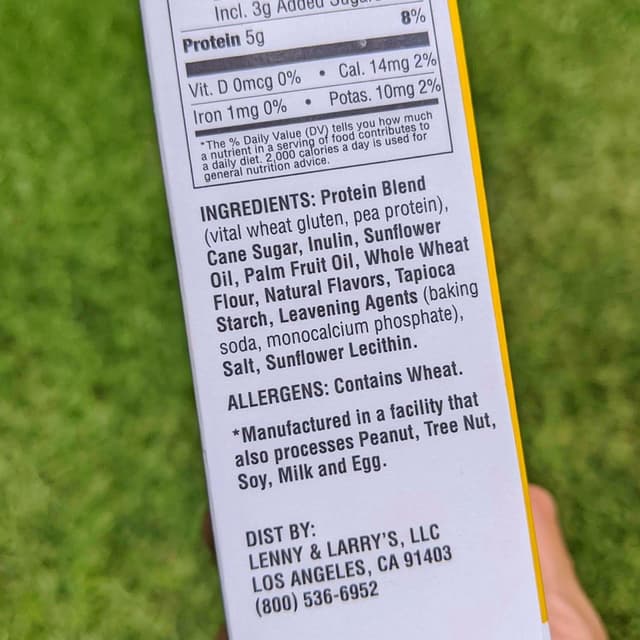 Incl. 3g Added Sugars
8%
Protein 5g
Vit. D 0mcg 0% • Cal. 14mg 2%
Iron 1mg 0% • Potas. 10mg 2%
*The % Daily Value (DV) tells you how much
a nutrient in a serving of food contributes to
a daily diet. 2,000 calories a day is used for
general nutrition advice.
INGREDIENTS: Protein Blend
(vital wheat gluten, pea protein),
Cane Sugar, Inulin, Sunflower
Oil, Palm Fruit Oil, Whole Wheat
Flour, Natural Flavors, Tapioca
Starch, Leavening Agents (baking
soda, monocalcium phosphate),
Salt, Sunflower Lecithin.
ALLERGENS: Contains Wheat.
*Manufactured in a facility that
also processes Peanut, Tree Nut,
Soy, Milk and Egg.
DIST BY:
LENNY & LARRY'S, LLC
LOS ANGELES, CA 91403
(800) 536-6952